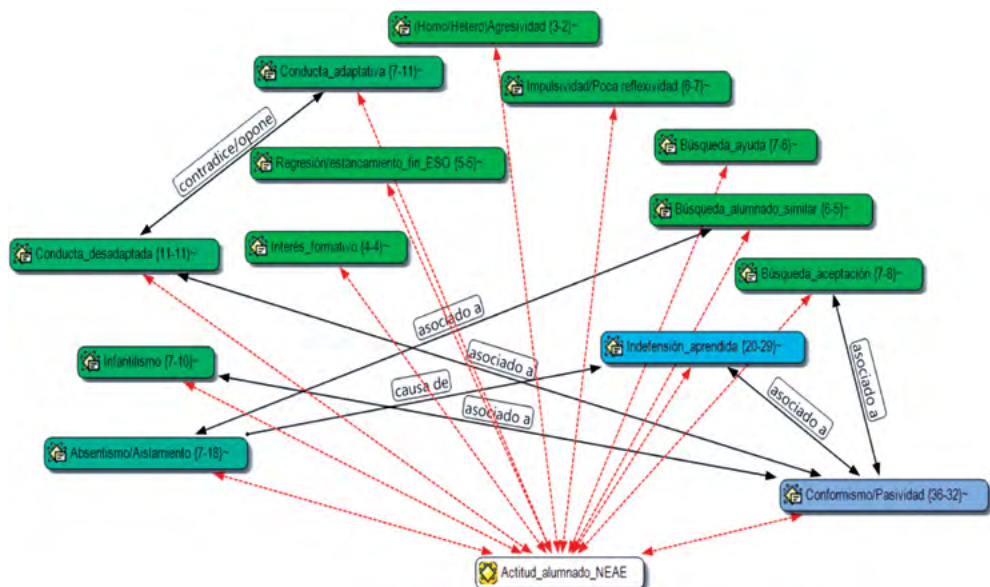 (Homo/Hetero)Agresividad {3-2}~
Conducta_adaptativa {7-11}~
Impulsividad/Poca reflexividad {6-7}~
contradice/opone
Búsqueda_ayuda {7-6}~
Regresión/estancamiento_fin_ESO {5-5}~
Búsqueda_alumnado_similar {6-5}~
Conducta_desadaptada {11-11}~
Interés_formativo {4-4}~
Búsqueda_aceptación {7-8}~
asociado a
Indefensión_aprendida {20-29}~
asociado a
Infantilismo {7-10}~
causa de
asociado a
asociado a
asociado a
Absentismo/Aislamiento {7-18}~
Conformismo/Pasividad {36-32}~
Actitud_alumnado_NEAE